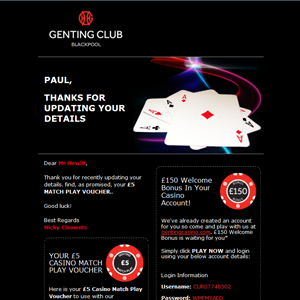 GENTING CLUB
BLACKPOOL
PAUL,
THANKS FOR
UPDATING YOUR
DETAILS
Dear Mr Hewitt,
Thank you for recently updating your
details, find, as promised, your £5
MATCH PLAY VOUCHER..
Good luck!
Best Regards
Nicky Clements
YOUR £5
CASINO MATCH
PLAY VOUCHER
£5
Here is your £5 Casino Match Play
Voucher to use with our
£150 Welcome
Bonus In Your
Casino
Account!
£150
We've already created an account
for you so come and play with us at
gentingcasino.com, £150 Welcome
Bonus is waiting for you*
Simply click PLAY NOW and login
using your below account details:
Login Information
Username:
Password: